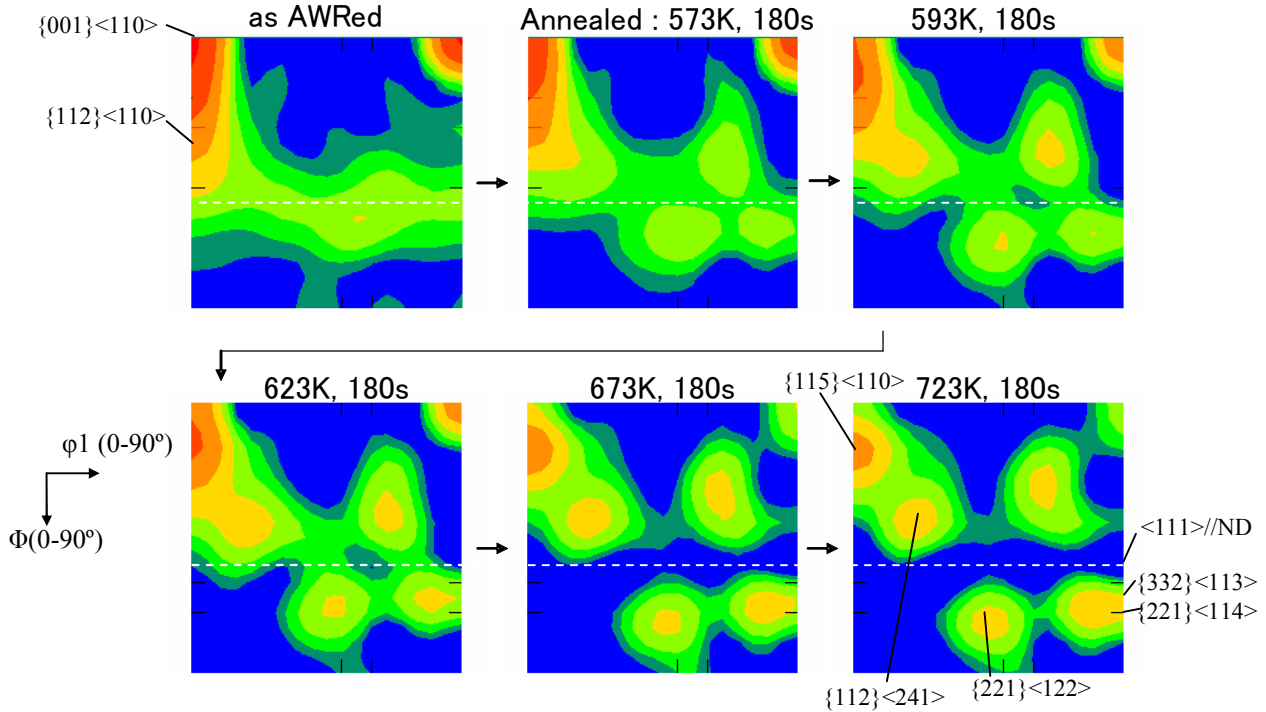 as AWRed
Annealed : 573K, 180s
593K, 180s
{001}<110>
{112}<110>
623K, 180s
673K, 180s
723K, 180s
{115}<110>
φ1 (0-90º)
Φ(0-90º)
<111>//ND
{332}<113>
{221}<114>
{112}<241>
{221}<122>